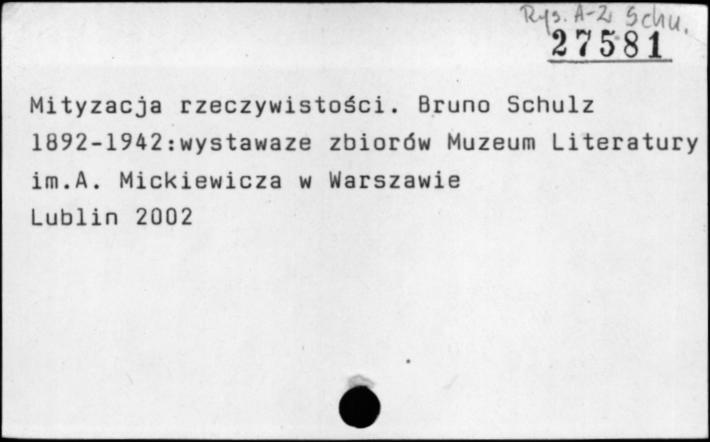 Rys. A-Z Schu.
27581
Mityzacja rzeczywistości. Bruno Schulz
1892-1942:wystawaze zbiorów Muzeum Literatury
im.A. Mickiewicza w Warszawie
Lublin 2002